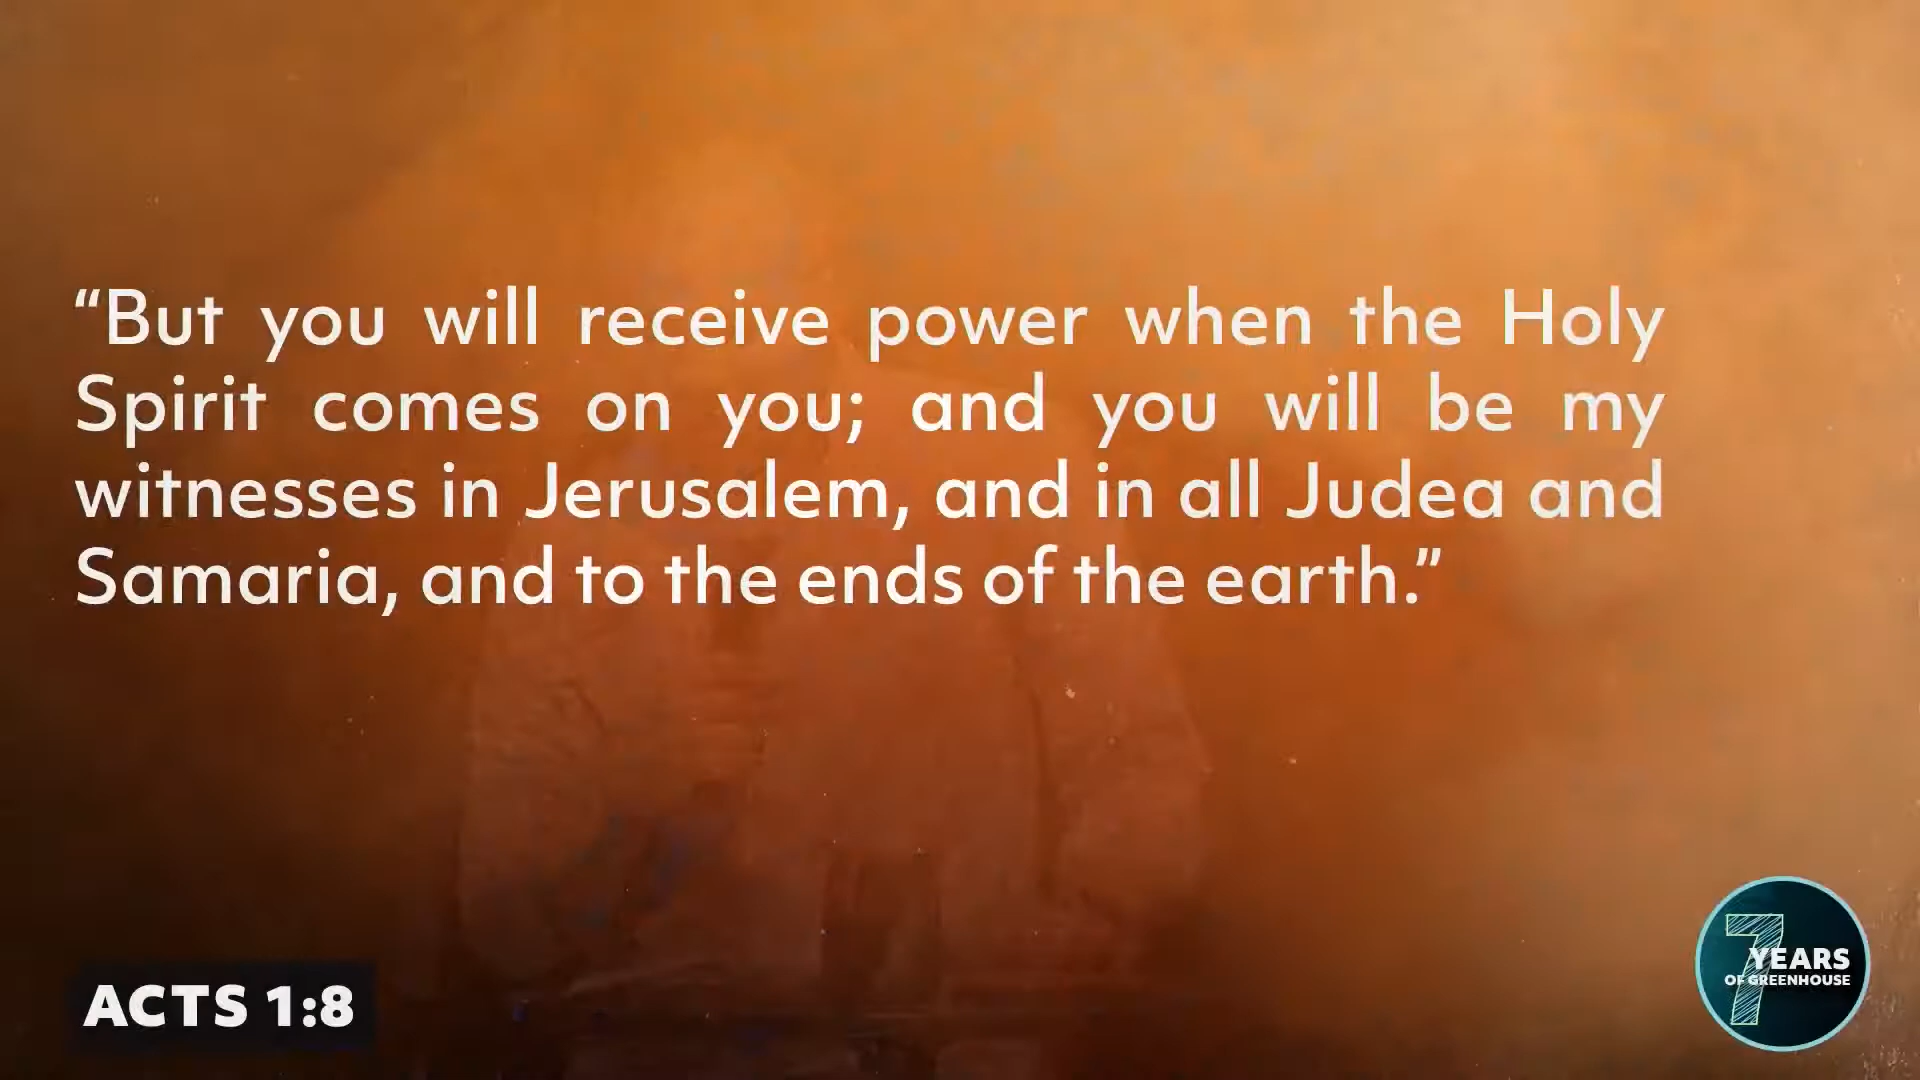 “But you will receive power when the Holy
Spirit comes on you; and you will be my
witnesses in Jerusalem, and in all Judea and
Samaria, and to the ends of the earth.”
ACTS 1:8
7
YEARS
OF GREENHOUSE